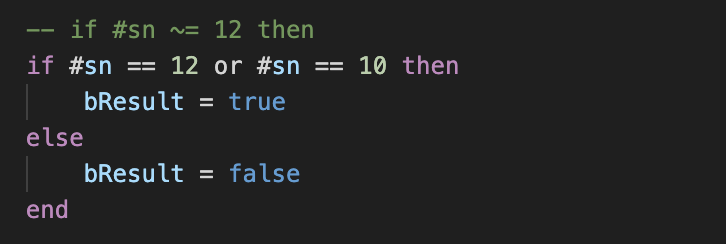 -- if #sn ~= 12 then
if #sn == 12 or #sn == 10 then
    bResult = true
else
    bResult = false
end